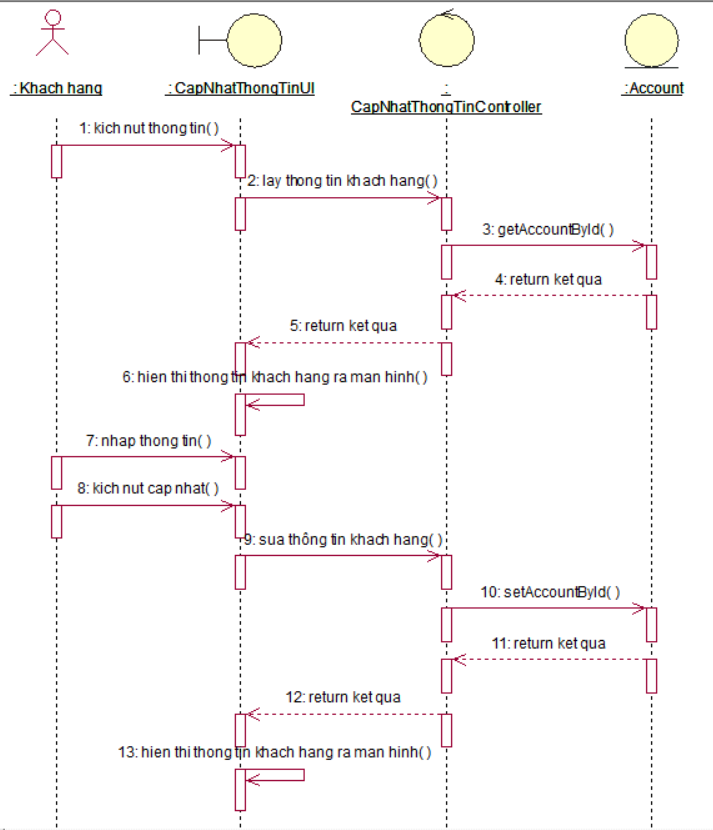 : Khach hang
: CapNhatThongTinUI
:
CapNhatThongTinController
: Account
1: kich nut thong tin( )
2: lay thong tin khach hang( )
3: getAccountById( )
4: return ket qua
5: return ket qua
6: hien thi thong tin khach hang ra man hinh( )
7: nhap thong tin( )
8: kich nut cap nhat( )
9: sua thông tin khach hang( )
10: setAccountById( )
11: return ket qua
12: return ket qua
13: hien thi thong tin khach hang ra man hinh( )